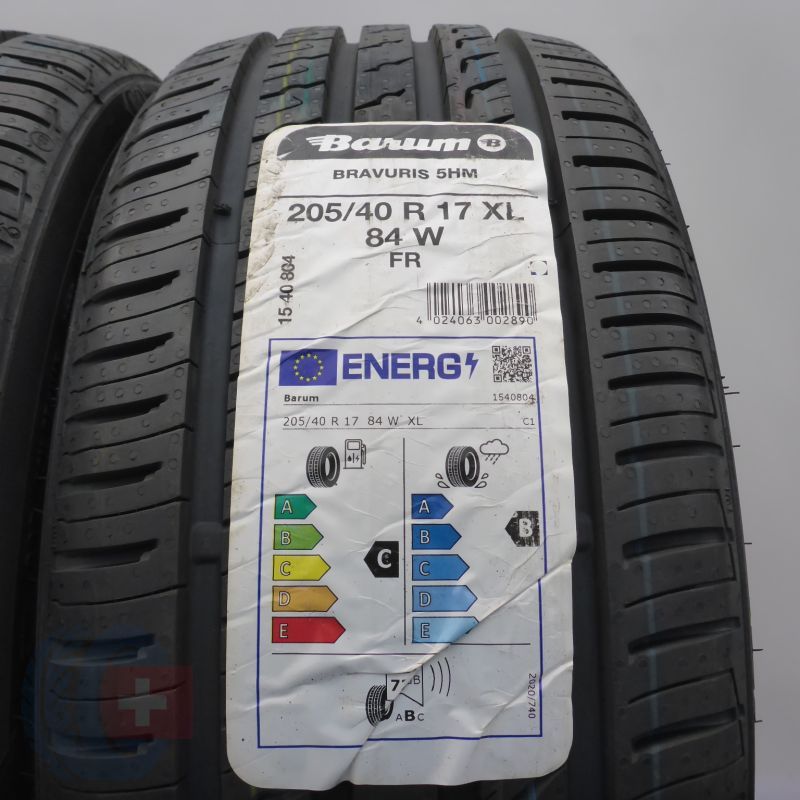 Barum B
BRAVURIS 5HM
205/40 R 17 XL
84 W
FR
15 40 804
4 024063 002890
ENERG
Barum 1540804
205/40 R 17 84 W XL C1
A
B
C
D
E
C
A
B
C
D
E
B
B
ABC
2020/740